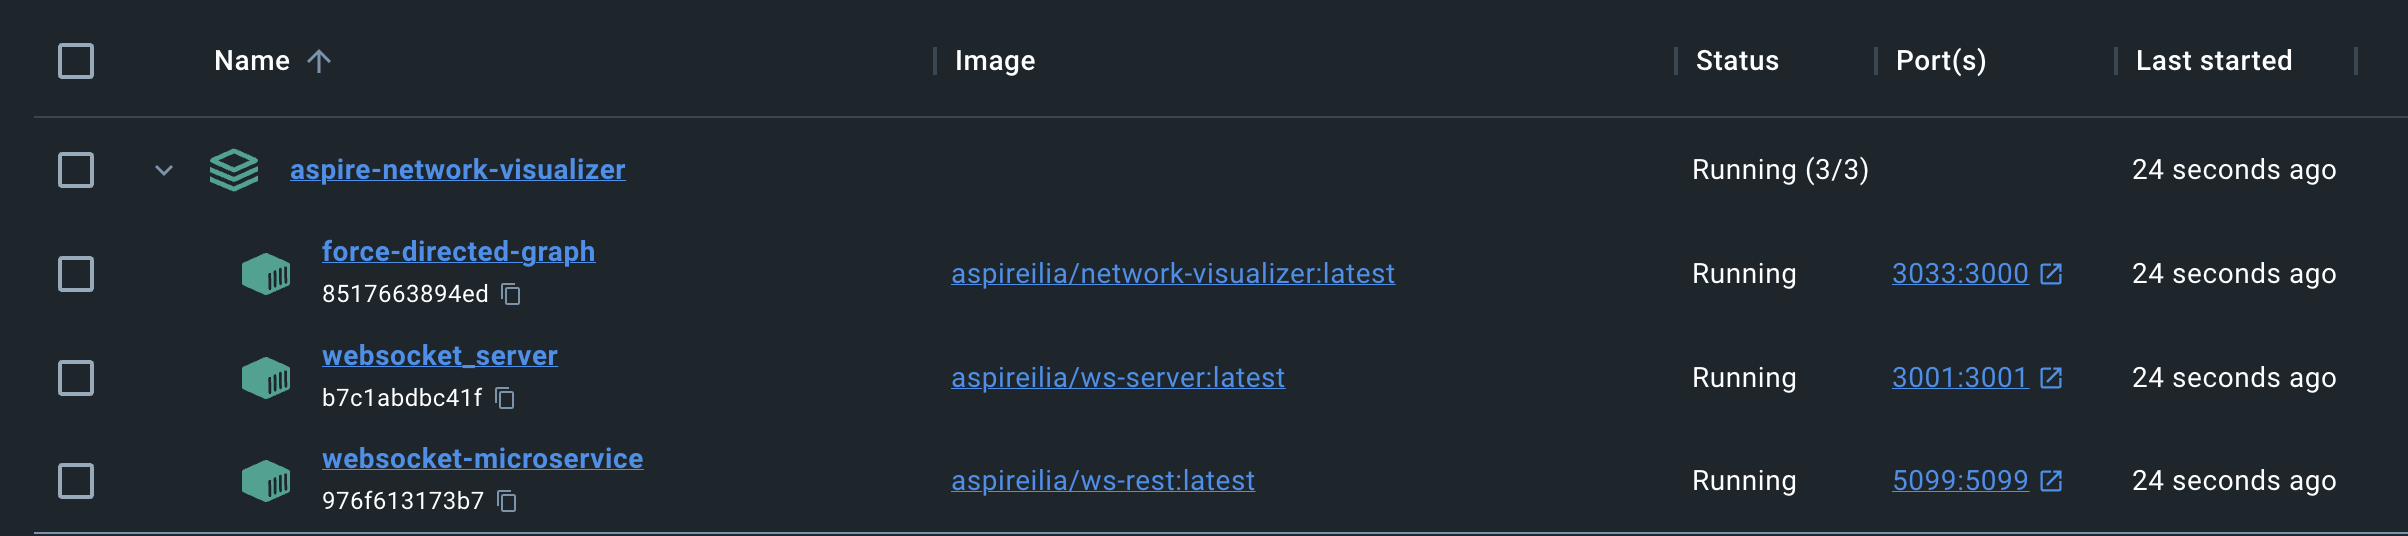 Name Image Status Port(s) Last started
aspire-network-visualizer Running (3/3) 24 seconds ago
force-directed-graph
8517663894ed aspireilia/network-visualizer:latest Running 3033:3000 24 seconds ago
websocket_server
b7c1abdbc41f aspireilia/ws-server:latest Running 3001:3001 24 seconds ago
websocket-microservice
976f613173b7 aspireilia/ws-rest:latest Running 5099:5099 24 seconds ago